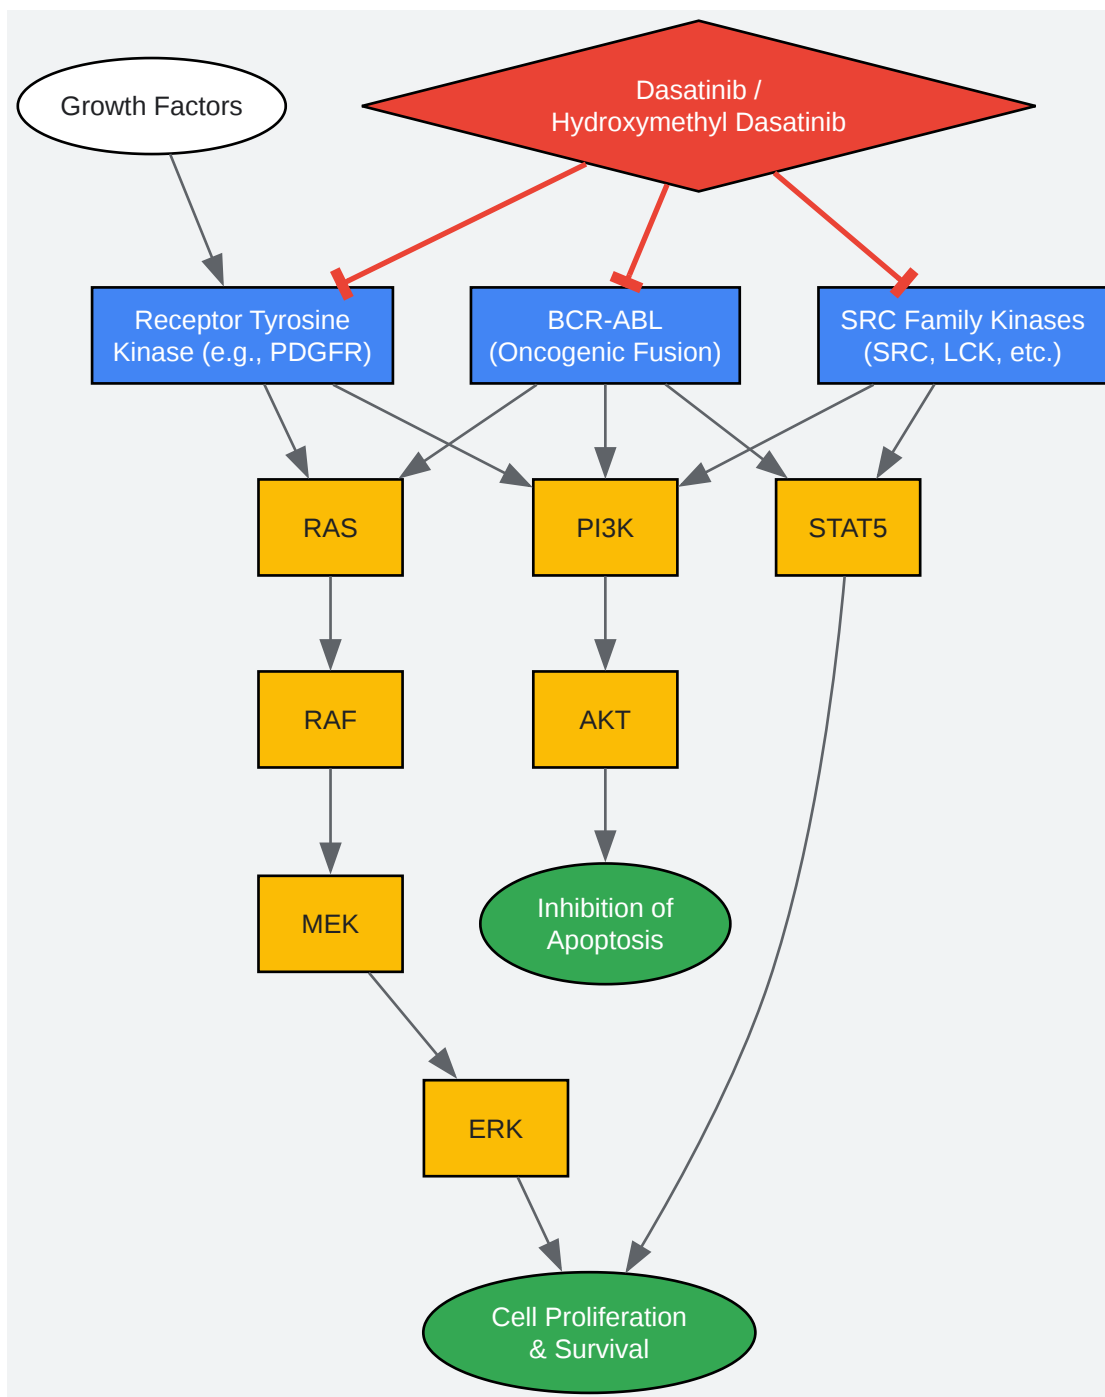 Growth Factors
Dasatinib /
Hydroxymethyl Dasatinib
Receptor Tyrosine
Kinase (e.g., PDGFR)
BCR-ABL
(Oncogenic Fusion)
SRC Family Kinases
(SRC, LCK, etc.)
RAS
PI3K
STAT5
RAF
AKT
MEK
Inhibition of
Apoptosis
ERK
Cell Proliferation
& Survival